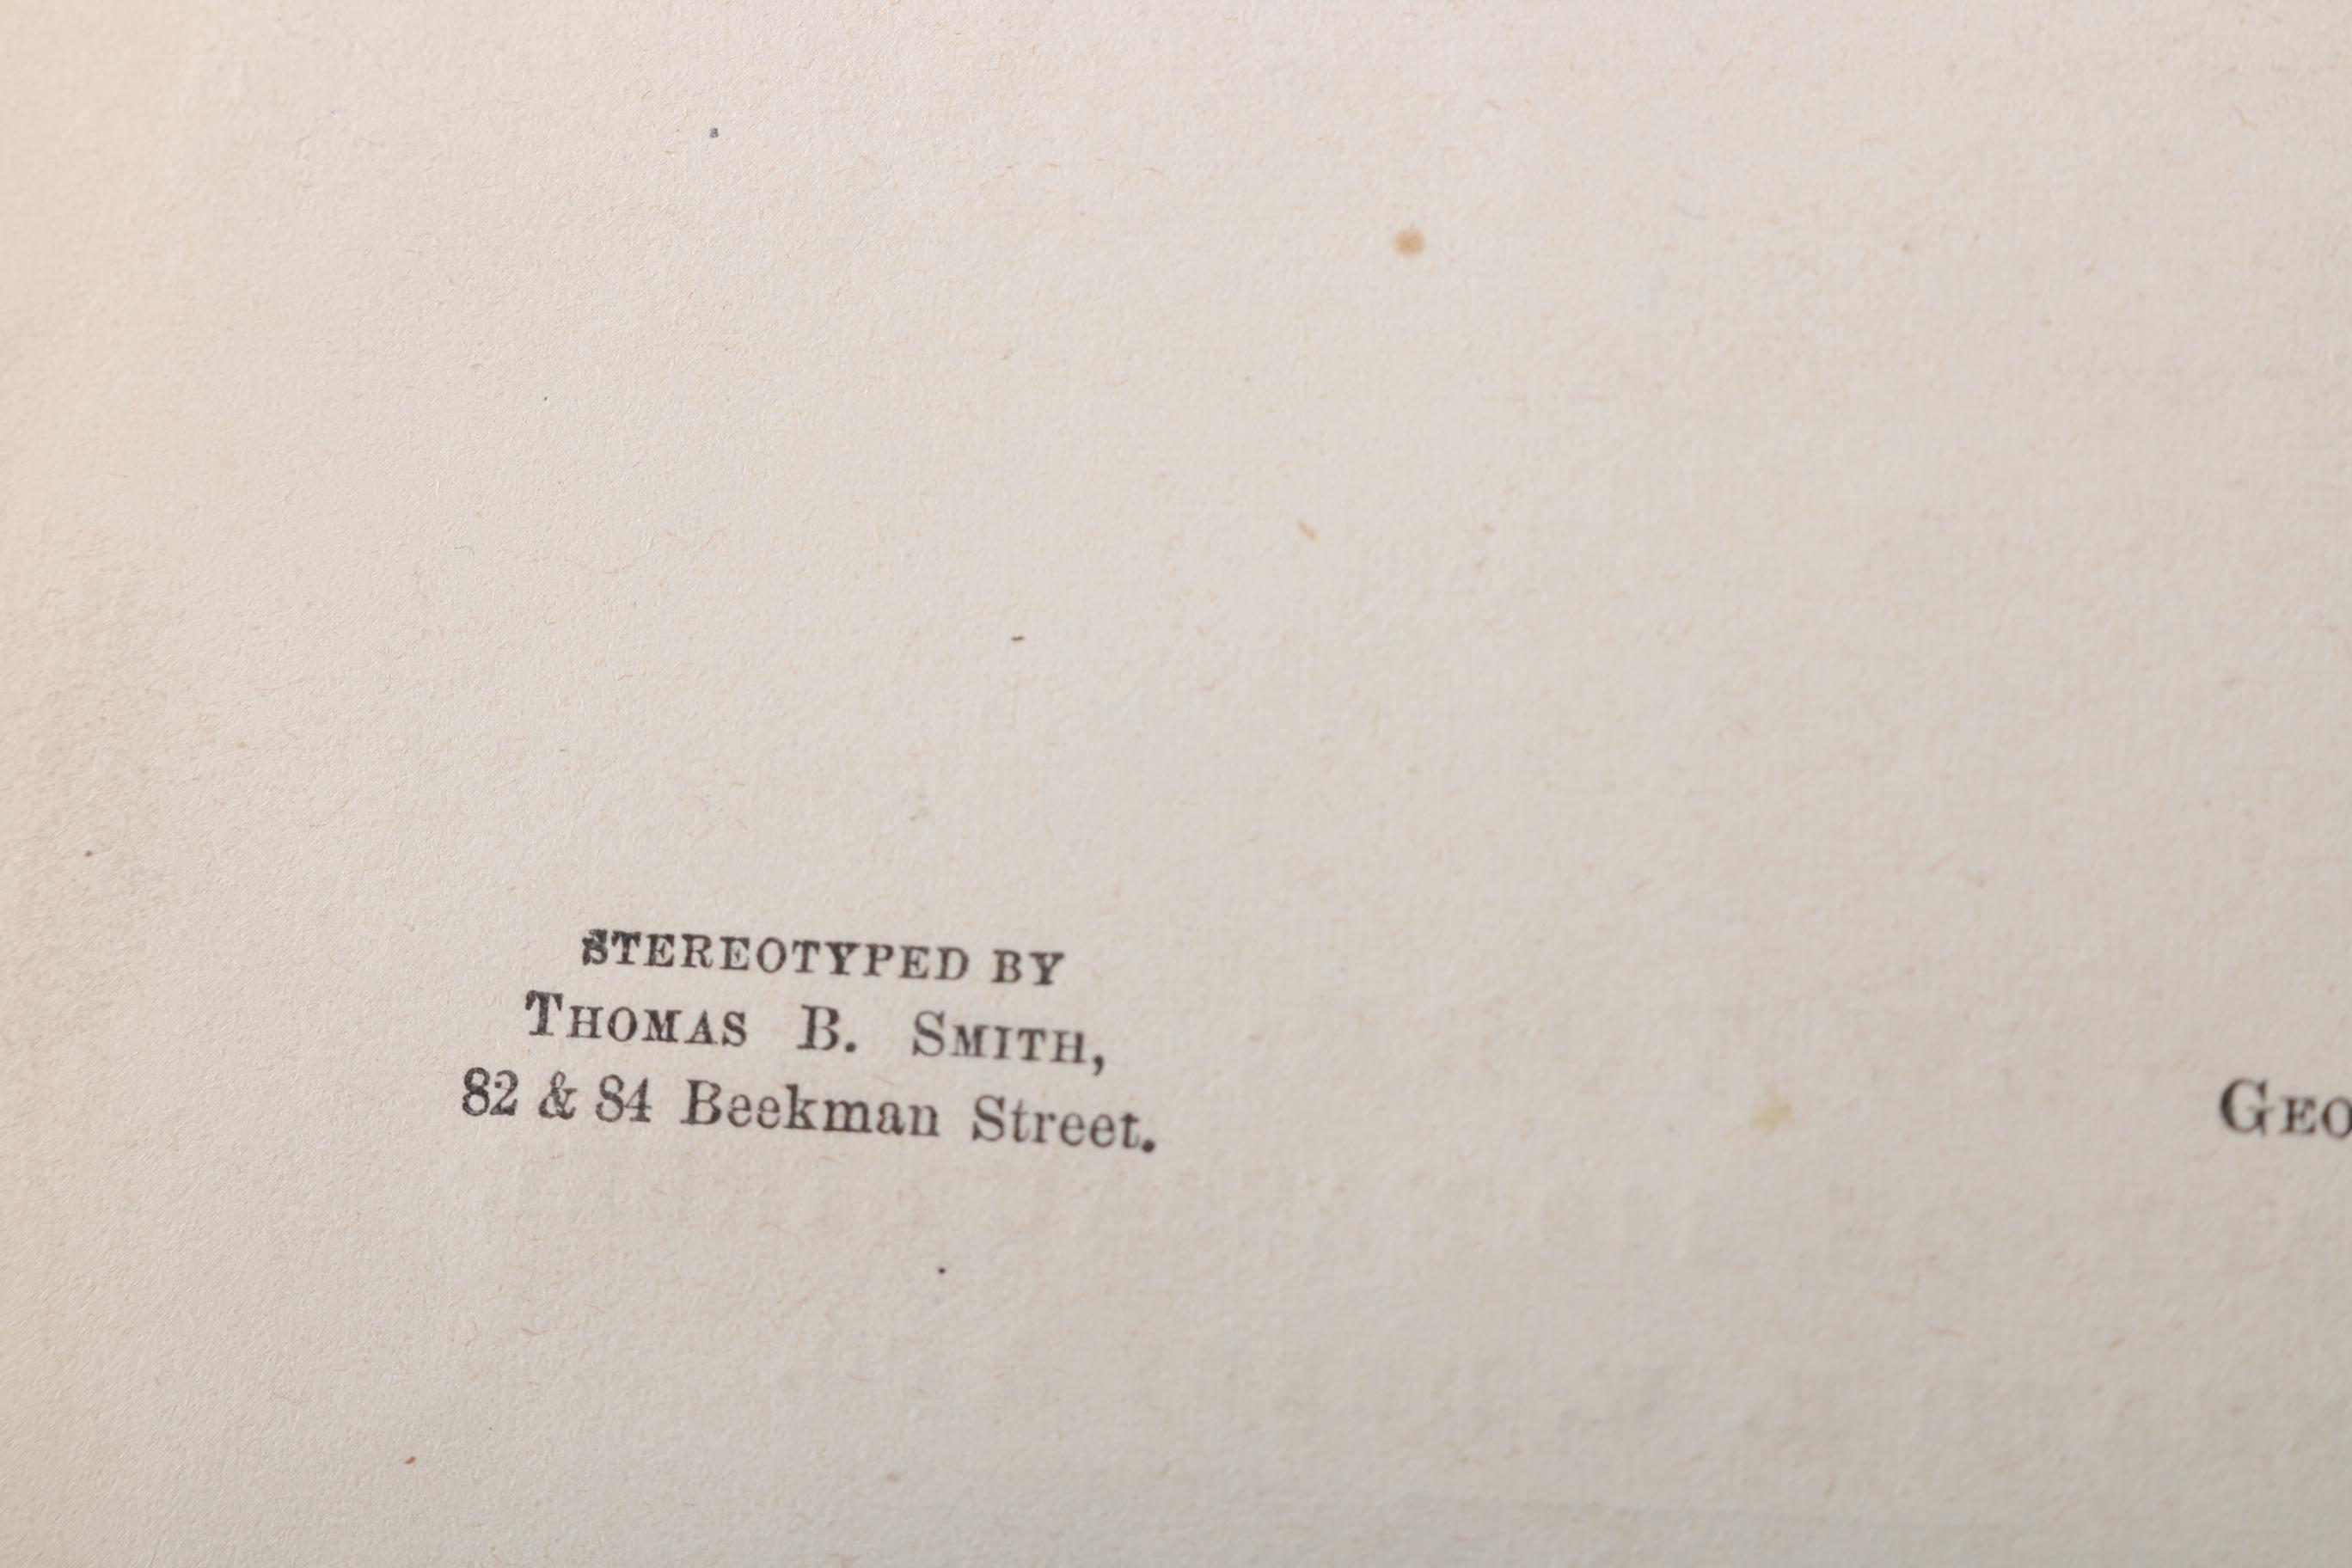 STEREOTYPED BY
THOMAS B. SMITH,
82 & 84 Beekman Street.
GEO